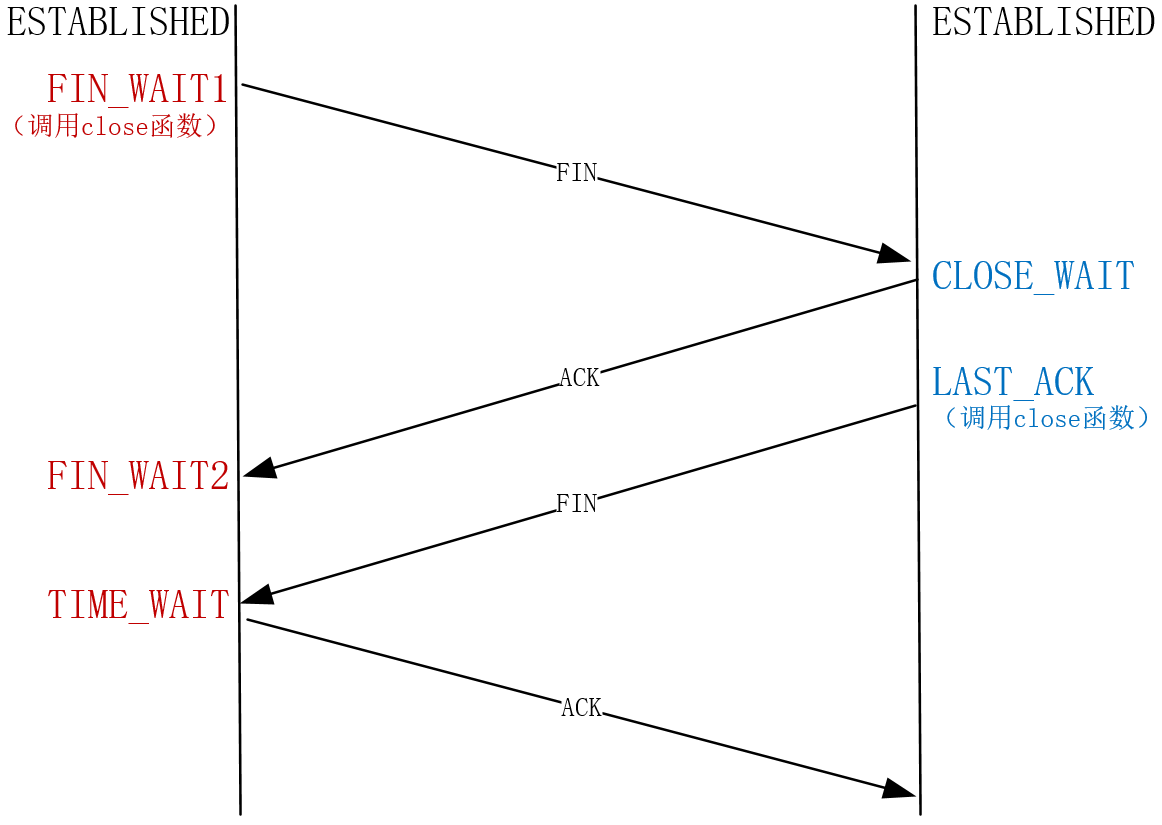 ESTABLISHED
ESTABLISHED
FIN_WAIT1
（调用close函数）
FIN
CLOSE_WAIT
ACK
LAST_ACK
（调用close函数）
FIN_WAIT2
FIN
TIME_WAIT
ACK